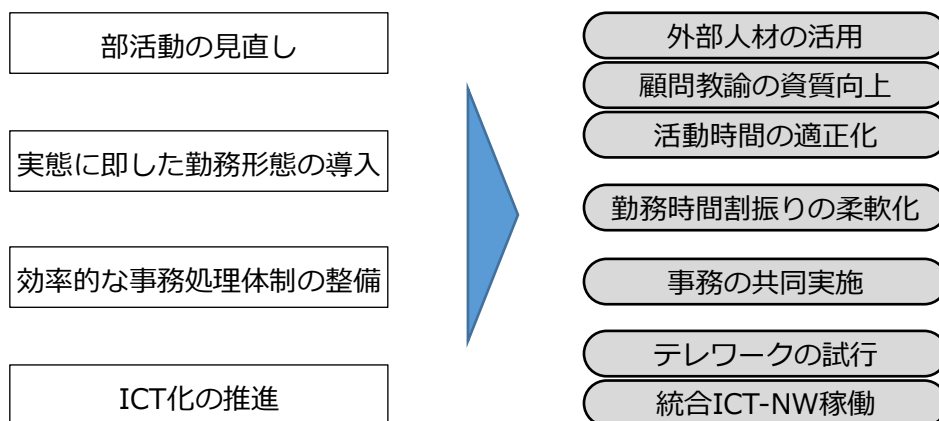 部活動の見直し
実態に即した勤務形態の導入
効率的な事務処理体制の整備
ICT化の推進
外部人材の活用
顧問教諭の資質向上
活動時間の適正化
勤務時間割振りの柔軟化
事務の共同実施
テレワークの試行
統合ICT-NW稼働